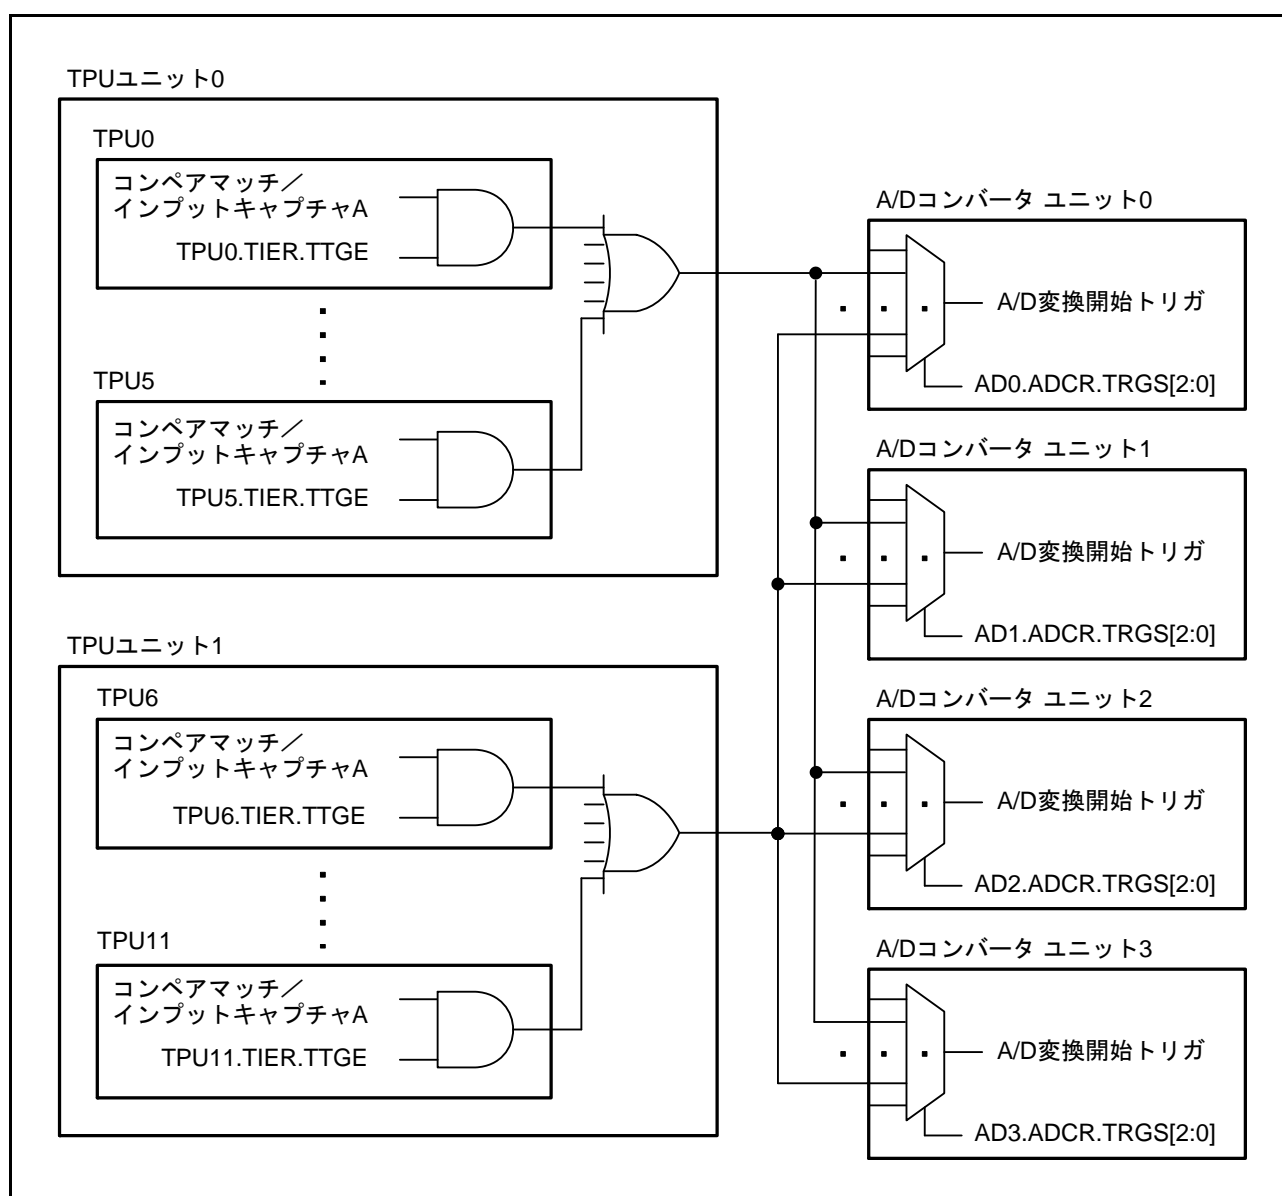 TPUユニット0
TPU0
コンペアマッチ／
インプットキャプチャA
TPU0.TIER.TTGE
TPU5
コンペアマッチ／
インプットキャプチャA
TPU5.TIER.TTGE
TPUユニット1
TPU6
コンペアマッチ／
インプットキャプチャA
TPU6.TIER.TTGE
TPU11
コンペアマッチ／
インプットキャプチャA
TPU11.TIER.TTGE
A/Dコンバータ ユニット0
A/D変換開始トリガ
AD0.ADCR.TRGS[2:0]
A/Dコンバータ ユニット1
A/D変換開始トリガ
AD1.ADCR.TRGS[2:0]
A/Dコンバータ ユニット2
A/D変換開始トリガ
AD2.ADCR.TRGS[2:0]
A/Dコンバータ ユニット3
A/D変換開始トリガ
AD3.ADCR.TRGS[2:0]